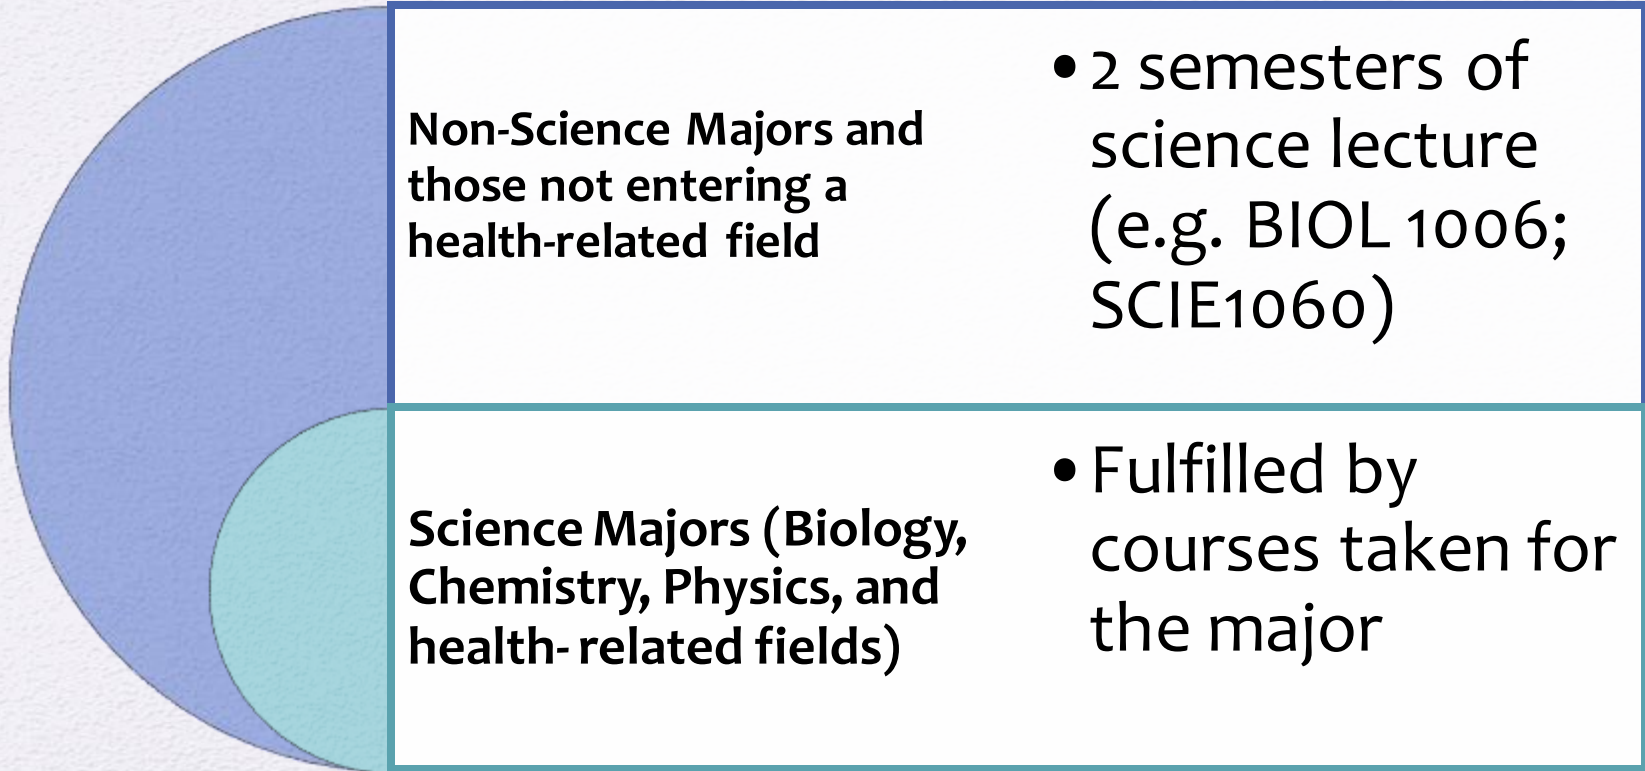 Non-Science Majors and
those not entering a
health-related field
• 2 semesters of
science lecture
(e.g. BIOL 1006;
SCIE1060)
Science Majors (Biology,
Chemistry, Physics, and
health- related fields)
• Fulfilled by
courses taken for
the major